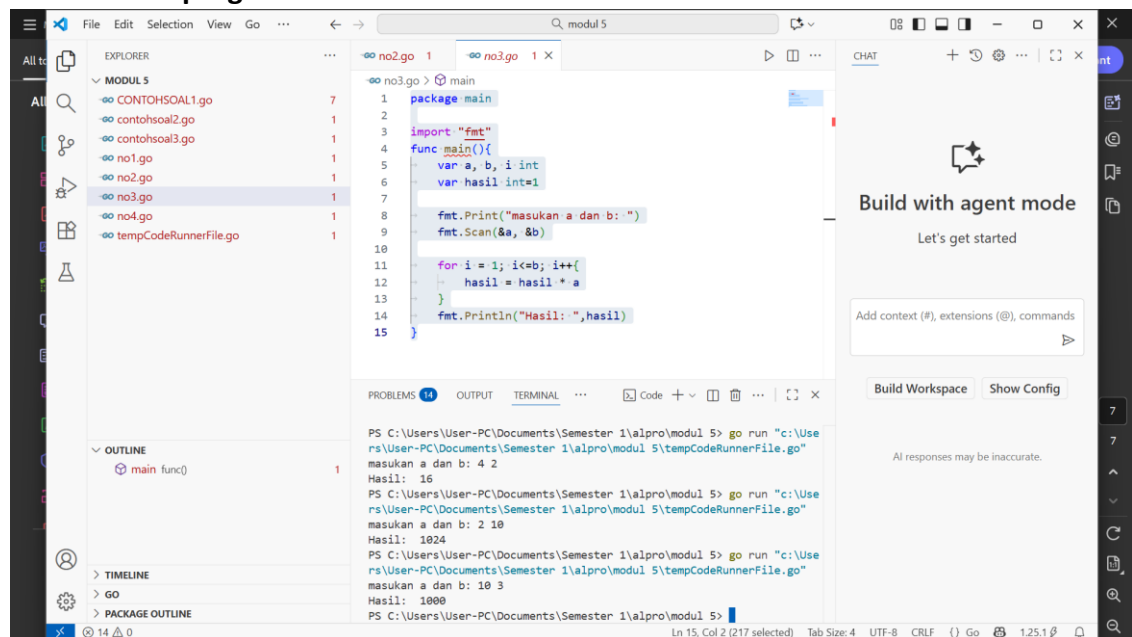 File Edit Selection View Go ... modul 5
All to
EXPLORER
MODUL 5
CONTOHSOAL1.go 7
contohsoal2.go 1
contohsoal3.go 1
no1.go 1
no2.go 1
no3.go 1
no4.go 1
tempCodeRunnerFile.go 1
OUTLINE
main func() 1
TIMELINE
GO
PACKAGE OUTLINE
no2.go 1 no3.go 1
no3.go > main
1 package main
2
3 import "fmt"
4 func main(){
5 var a, b, i int
6 var hasil int=1
7
8 fmt.Print("masukan a dan b: ")
9 fmt.Scan(&a, &b)
10
11 for i = 1; i<=b; i++{
12 hasil = hasil * a
13 }
14 fmt.Println("Hasil: ",hasil)
15 }
PROBLEMS 14 OUTPUT TERMINAL ... Code
PS C:\Users\User-PC\Documents\Semester 1\alpro\modul 5> go run "c:\Use
rs\User-PC\Documents\Semester 1\alpro\modul 5\tempCodeRunnerFile.go"
masukan a dan b: 4 2
Hasil: 16
PS C:\Users\User-PC\Documents\Semester 1\alpro\modul 5> go run "c:\Use
rs\User-PC\Documents\Semester 1\alpro\modul 5\tempCodeRunnerFile.go"
masukan a dan b: 2 10
Hasil: 1024
PS C:\Users\User-PC\Documents\Semester 1\alpro\modul 5> go run "c:\Use
rs\User-PC\Documents\Semester 1\alpro\modul 5\tempCodeRunnerFile.go"
masukan a dan b: 10 3
Hasil: 1000
PS C:\Users\User-PC\Documents\Semester 1\alpro\modul 5>
CHAT
Build with agent mode
Let's get started
Add context (#), extensions (@), commands
Build Workspace Show Config
AI responses may be inaccurate.
nt
7
7
14 0 Ln 15, Col 2 (217 selected) Tab Size: 4 UTF-8 CRLF {} Go 1.25.1